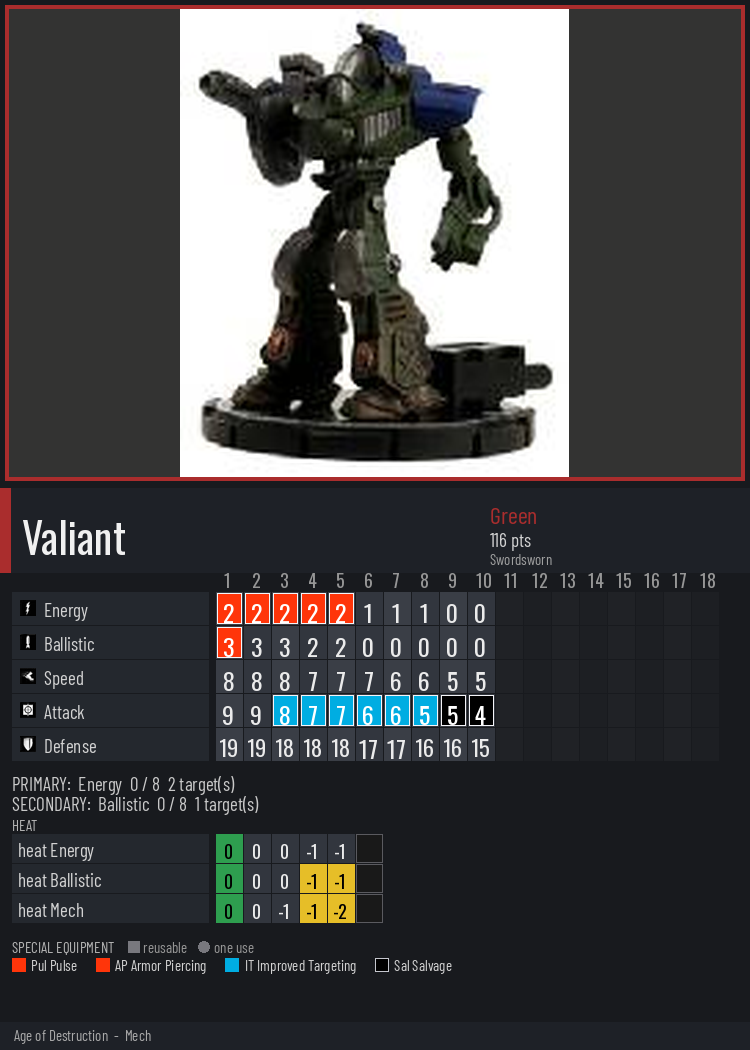 Valiant
Green
116 pts
Swordsworn
1 2 3 4 5 6 7 8 9 10 11 12 13 14 15 16 17 18
Energy 2 2 2 2 2 1 1 1 0 0
Ballistic 3 3 3 2 2 0 0 0 0 0
Speed 8 8 8 7 7 7 6 6 5 5
Attack 9 9 8 7 7 6 6 5 5 4
Defense 19 19 18 18 18 17 17 16 16 15
PRIMARY: Energy 0 / 8 2 target(s)
SECONDARY: Ballistic 0 / 8 1 target(s)
HEAT
heat Energy 0 0 0 -1 -1
heat Ballistic 0 0 0 -1 -1
heat Mech 0 0 -1 -1 -2
SPECIAL EQUIPMENT reusable one use
Pul Pulse AP Armor Piercing IT Improved Targeting Sal Salvage
Age of Destruction - Mech